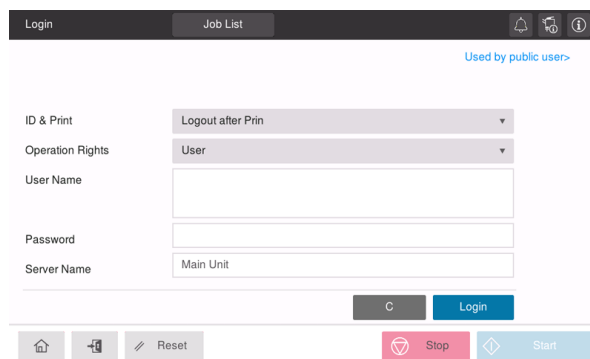 Login
Job List
Used by public user>
ID & Print
Logout after Prin
Operation Rights
User
User Name
Password
Server Name
Main Unit
C
Login
Reset
Stop
Start